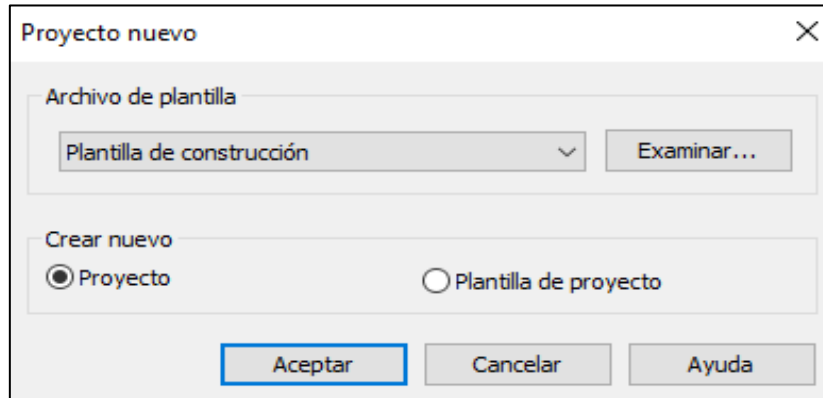 Proyecto nuevo
Archivo de plantilla
Plantilla de construcción
Examinar...
Crear nuevo
Proyecto
Plantilla de proyecto
Aceptar
Cancelar
Ayuda